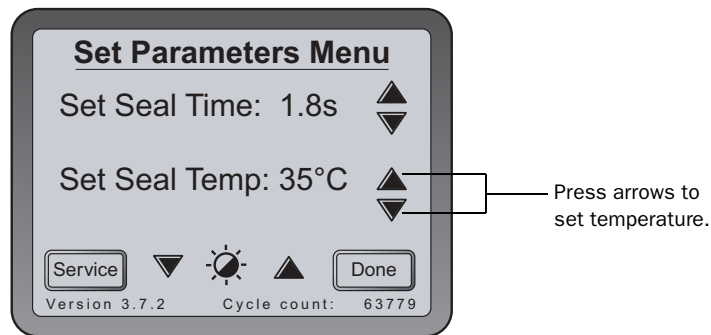 Set Parameters Menu
Set Seal Time: 1.8s
Set Seal Temp: 35°C
Press arrows to
set temperature.
Service
Done
Version 3.7.2
Cycle count: 63779